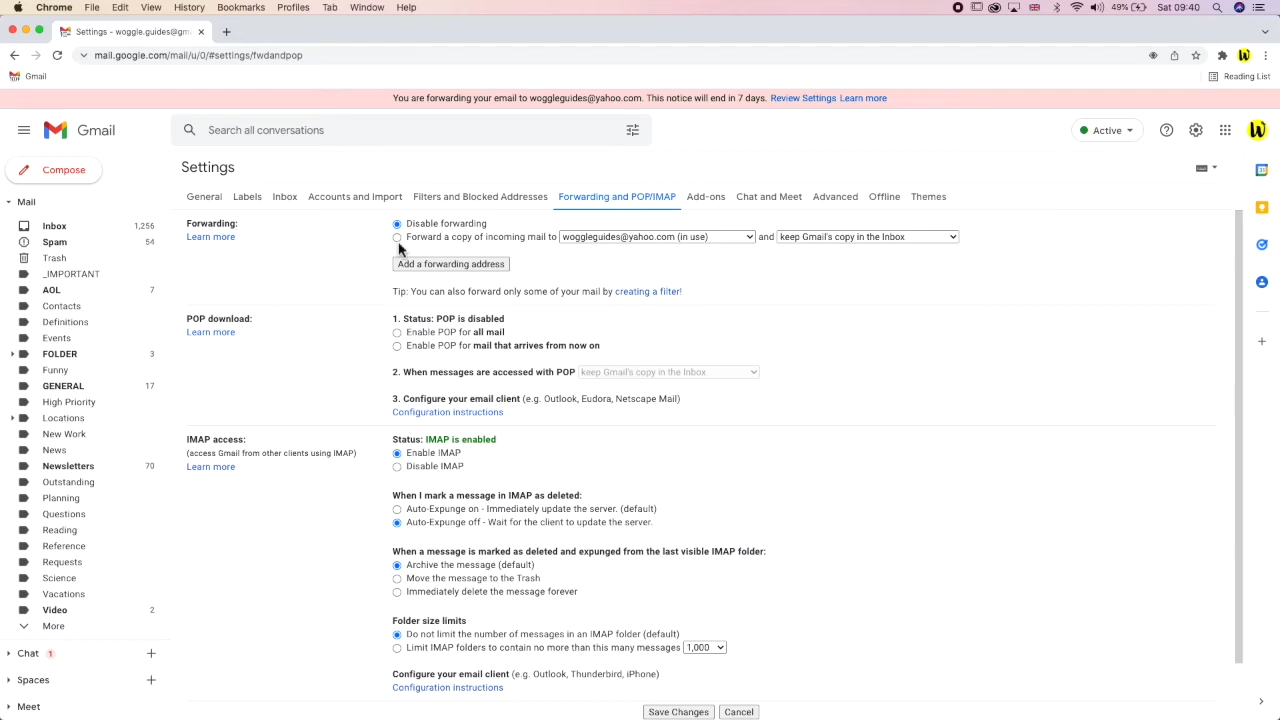 Chrome File Edit View History Bookmarks Profiles Tab Window Help 49% Sat 09:40
Settings - woggle.guides@gm
mail.google.com/mail/u/0/#settings/fwdandpop
Gmail Reading List
You are forwarding your email to woggleguides@yahoo.com. This notice will end in 7 days. Review Settings Learn more
Gmail Search all conversations Active
Compose
Settings
General Labels Inbox Accounts and Import Filters and Blocked Addresses Forwarding and POP/IMAP Add-ons Chat and Meet Advanced Offline Themes
Mail
Inbox 1,256
Spam 54
Trash
_IMPORTANT
AOL 7
Contacts
Definitions
Events
FOLDER 3
Funny
GENERAL 17
High Priority
Locations
New Work
News
Newsletters 70
Outstanding
Planning
Questions
Reading
Reference
Requests
Science
Vacations
Video 2
More
Chat 1
Spaces
Meet
Forwarding:
Learn more
Disable forwarding
Forward a copy of incoming mail to woggleguides@yahoo.com (in use) and keep Gmail's copy in the Inbox
Add a forwarding address
Tip: You can also forward only some of your mail by creating a filter!
POP download:
Learn more
1. Status: POP is disabled
Enable POP for all mail
Enable POP for mail that arrives from now on
2. When messages are accessed with POP keep Gmail's copy in the Inbox
3. Configure your email client (e.g. Outlook, Eudora, Netscape Mail)
Configuration instructions
IMAP access:
(access Gmail from other clients using IMAP)
Learn more
Status: IMAP is enabled
Enable IMAP
Disable IMAP
When I mark a message in IMAP as deleted:
Auto-Expunge on - Immediately update the server. (default)
Auto-Expunge off - Wait for the client to update the server.
When a message is marked as deleted and expunged from the last visible IMAP folder:
Archive the message (default)
Move the message to the Trash
Immediately delete the message forever
Folder size limits
Do not limit the number of messages in an IMAP folder (default)
Limit IMAP folders to contain no more than this many messages 1,000
Configure your email client (e.g. Outlook, Thunderbird, iPhone)
Configuration instructions
Save Changes Cancel